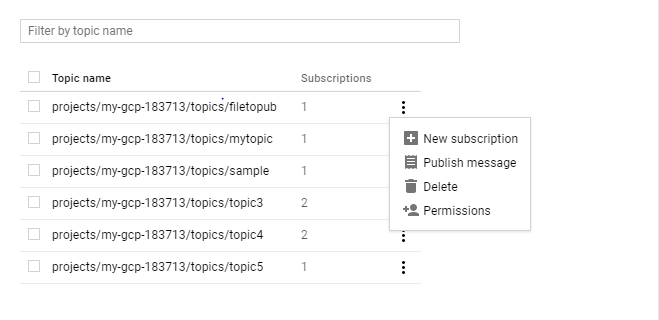 Filter by topic name
Topic name Subscriptions
projects/my-gcp-183713/topics/filetopub 1
projects/my-gcp-183713/topics/mytopic 1
projects/my-gcp-183713/topics/sample 1
projects/my-gcp-183713/topics/topic3 2
projects/my-gcp-183713/topics/topic4 2
projects/my-gcp-183713/topics/topic5 1
New subscription
Publish message
Delete
Permissions